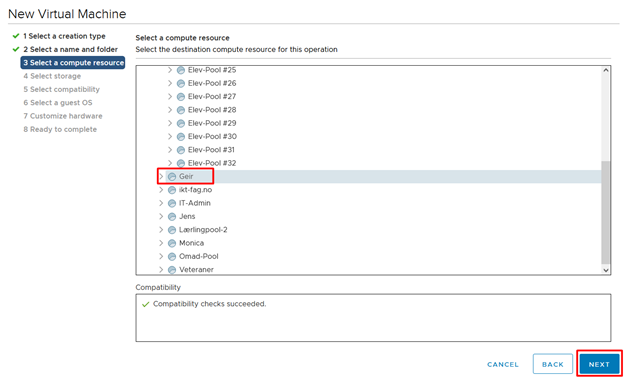 New Virtual Machine
1 Select a creation type
2 Select a name and folder
3 Select a compute resource
4 Select storage
5 Select compatibility
6 Select a guest OS
7 Customize hardware
8 Ready to complete
Select a compute resource
Select the destination compute resource for this operation
Elev-Pool #25
Elev-Pool #26
Elev-Pool #27
Elev-Pool #28
Elev-Pool #29
Elev-Pool #30
Elev-Pool #31
Elev-Pool #32
Geir
ikt-fag.no
IT-Admin
Jens
Lærlingpool-2
Monica
Omad-Pool
Veteraner
Compatibility
Compatibility checks succeeded.
CANCEL
BACK
NEXT